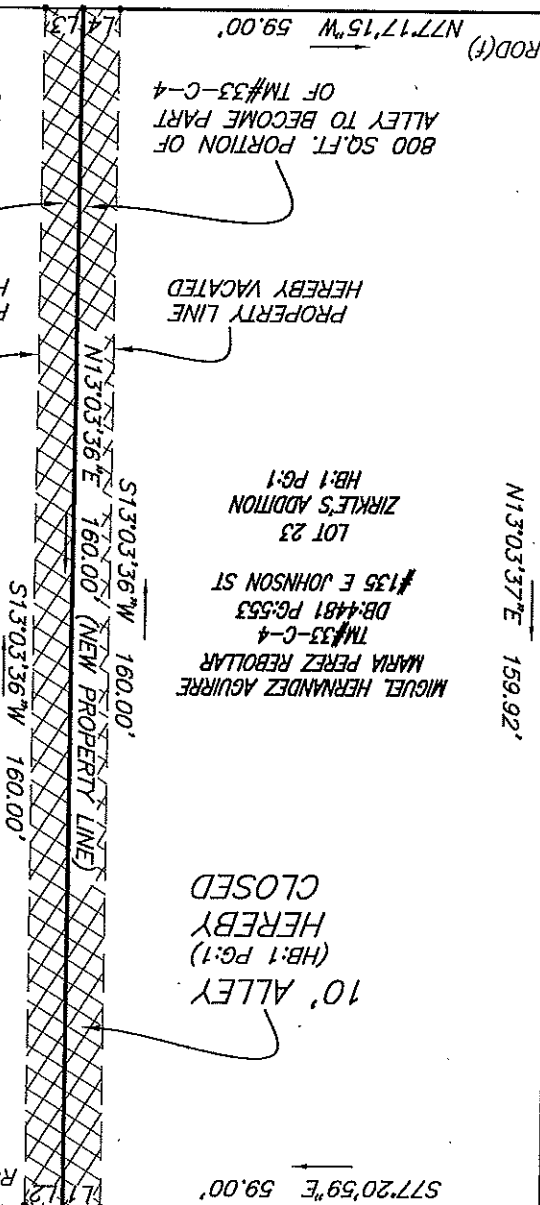 S77°20'59"E 59.00'
L1
L2
10' ALLEY
(HB:1 PG:1)
HEREBY
CLOSED
N13°03'37"E 159.92'
MIGUEL HERNANDEZ AGUIRRE
MARIA PEREZ REBOLLAR
TM#33-C-4
DB:4481 PG:553
#135 E JOHNSON ST
LOT 23
ZIRKLE'S ADDITION
HB:1 PG:1
S13°03'36"W 160.00'
N13°03'36"E 160.00' (NEW PROPERTY LINE)
S13°03'36"W 160.00'
PROPERTY LINE
HEREBY VACATED
800 SQ.FT. PORTION OF
ALLEY TO BECOME PART
OF TM#33-C-4
ROD(f)
N77°17'15"W 59.00'
L4
L3